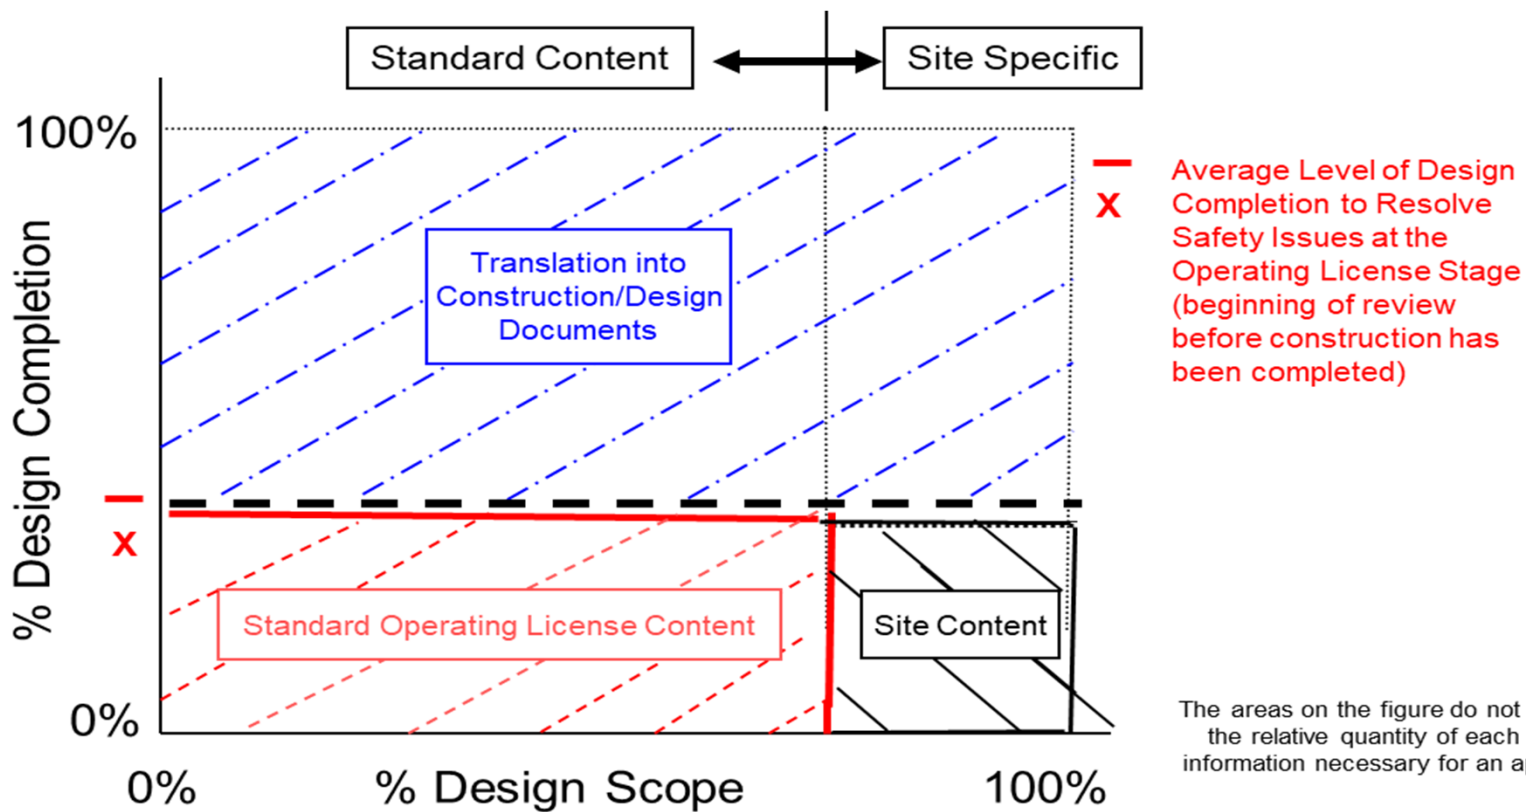 Standard Content
Site Specific
100%
% Design Completion
Translation into
Construction/Design
Documents
x
Average Level of Design
Completion to Resolve
Safety Issues at the
Operating License Stage
(beginning of review
before construction has
been completed)
x
Standard Operating License Content
Site Content
0%
0%
% Design Scope
100%
The areas on the figure do not
the relative quantity of each
information necessary for an